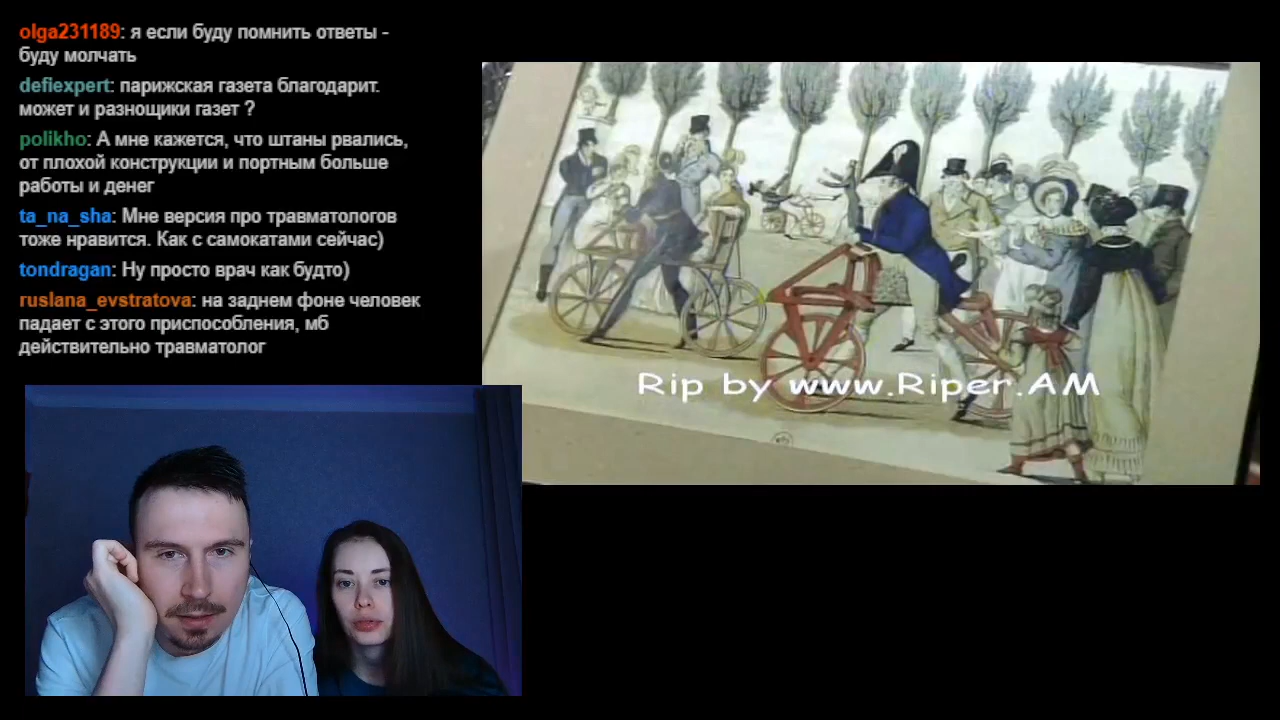 olga231189: я если буду помнить ответы -
буду молчать
defiexpert: парижская газета благодарит.
может и разнощики газет ?
polikho: А мне кажется, что штаны рвались,
от плохой конструкции и портным больше
работы и денег
ta_na_sha: Мне версия про травматологов
тоже нравится. Как с самокатами сейчас)
tondragan: Ну просто врач как будто)
ruslana_evstratova: на заднем фоне человек
падает с этого приспособления, мб
действительно травматолог
Rip by www.Riper.AM